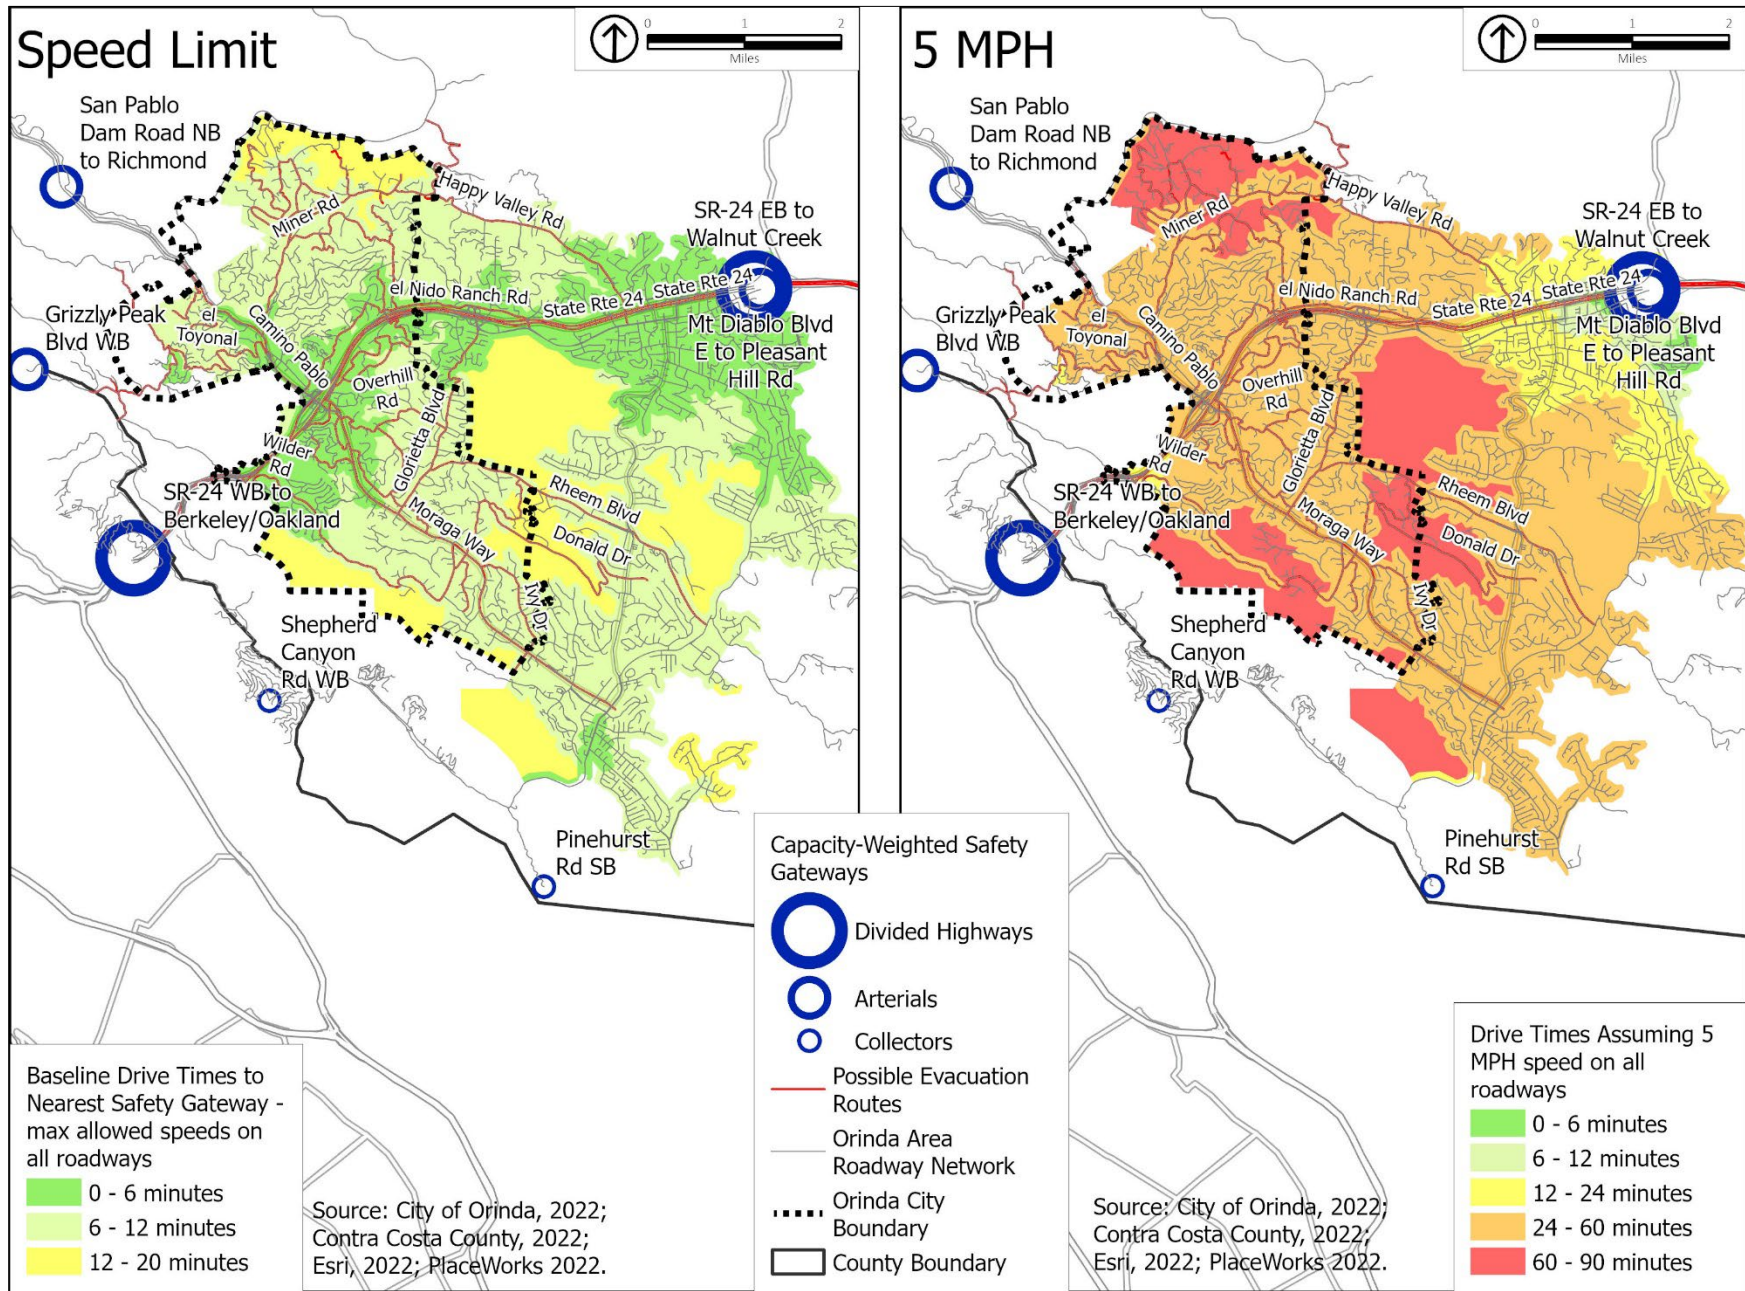 Speed Limit
0 1 2
Miles
San Pablo
Dam Road NB
to Richmond
Happy Valley Rd
Miner Rd
SR-24 EB to
Walnut Creek
State Rte 24
State Rte 24
el Nido Ranch Rd
Grizzly Peak
Blvd WB
el
Toyonal
Camino Pablo
Mt Diablo Blvd
E to Pleasant
Hill Rd
Overhill
Rd
Glorietta Blvd
Wilder
Rd
SR-24 WB to
Berkeley/Oakland
Rheem Blvd
Moraga Way
Donald Dr
Ivy Dr
Shepherd
Canyon
Rd WB
Pinehurst
Rd SB
Baseline Drive Times to
Nearest Safety Gateway -
max allowed speeds on
all roadways
0 - 6 minutes
6 - 12 minutes
12 - 20 minutes
Source: City of Orinda, 2022;
Contra Costa County, 2022;
Esri, 2022; PlaceWorks 2022.
Capacity-Weighted Safety
Gateways
Divided Highways
Arterials
Collectors
Possible Evacuation
Routes
Orinda Area
Roadway Network
Orinda City
Boundary
County Boundary
5 MPH
0 1 2
Miles
San Pablo
Dam Road NB
to Richmond
Happy Valley Rd
Miner Rd
SR-24 EB to
Walnut Creek
State Rte 24
State Rte 24
el Nido Ranch Rd
Grizzly Peak
Blvd WB
el
Toyonal
Camino Pablo
Mt Diablo Blvd
E to Pleasant
Hill Rd
Overhill
Rd
Glorietta Blvd
Wilder
Rd
SR-24 WB to
Berkeley/Oakland
Rheem Blvd
Moraga Way
Donald Dr
Ivy Dr
Shepherd
Canyon
Rd WB
Pinehurst
Rd SB
Source: City of Orinda, 2022;
Contra Costa County, 2022;
Esri, 2022; PlaceWorks 2022.
Drive Times Assuming 5
MPH speed on all
roadways
0 - 6 minutes
6 - 12 minutes
12 - 24 minutes
24 - 60 minutes
60 - 90 minutes